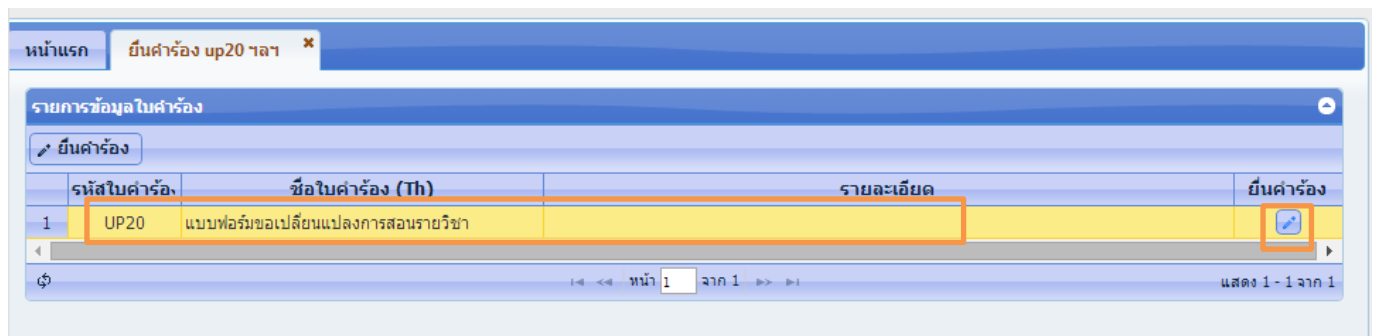 หน้าแรก ยื่นคำร้อง up20 ฯลฯ
รายการข้อมูลใบคำร้อง
ยื่นคำร้อง
รหัสใบคำร้อ ชื่อใบคำร้อง (Th) รายละเอียด ยื่นคำร้อง
1 UP20 แบบฟอร์มขอเปลี่ยนแปลงการสอนรายวิชา
หน้า 1 จาก 1 แสดง 1 - 1 จาก 1